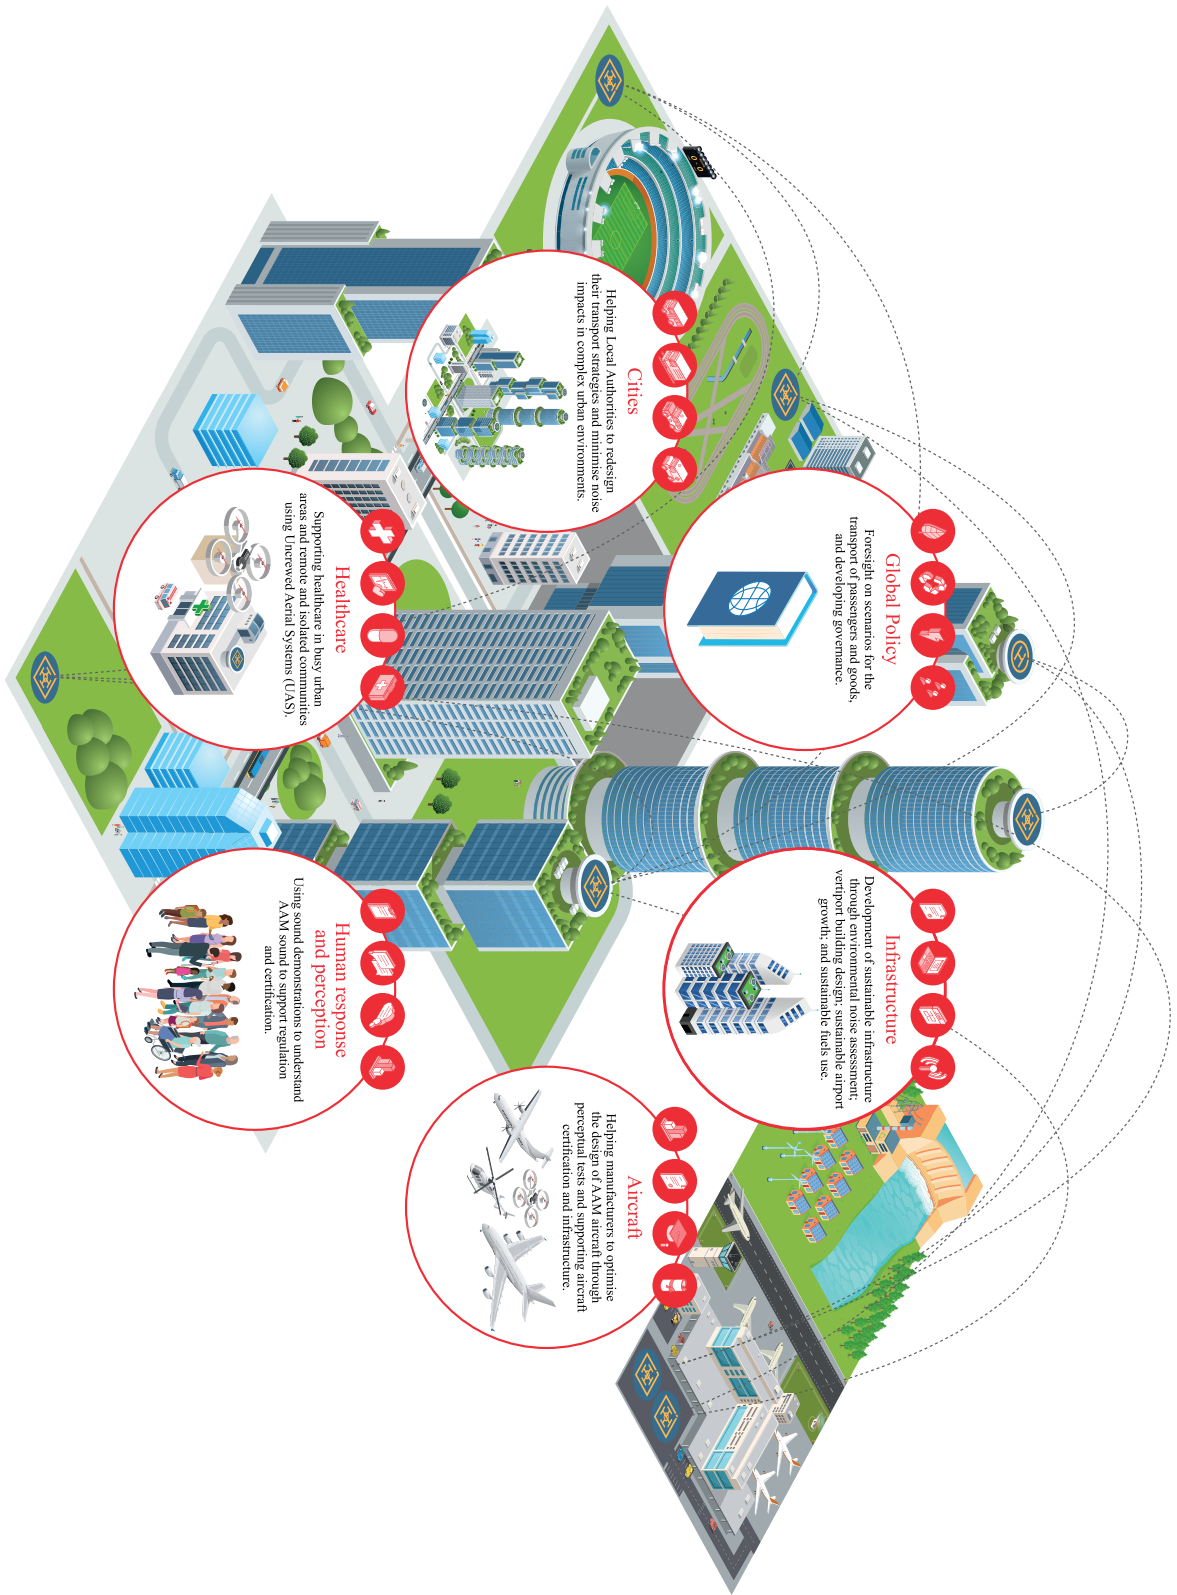 Cities
Helping Local Authorities to redesign
their transport strategies and minimise noise
impacts in complex urban environments.
Global Policy
Foresight on scenarios for the
transport of passengers and goods,
and developing governance.
Healthcare
Supporting healthcare in busy urban
areas and remote and isolated communities
using Uncrewed Aerial Systems (UAS).
Infrastructure
Development of sustainable infrastructure
through environmental noise assessment;
vertiport building design; sustainable airport
growth; and sustainable fuels use.
Human response
and perception
Using sound demonstrations to understand
AAM sound to support regulation
and certification.
Aircraft
Helping manufacturers to optimise
the design of AAM aircraft through
perceptual tests and supporting aircraft
certification and infrastructure.
0 - 0